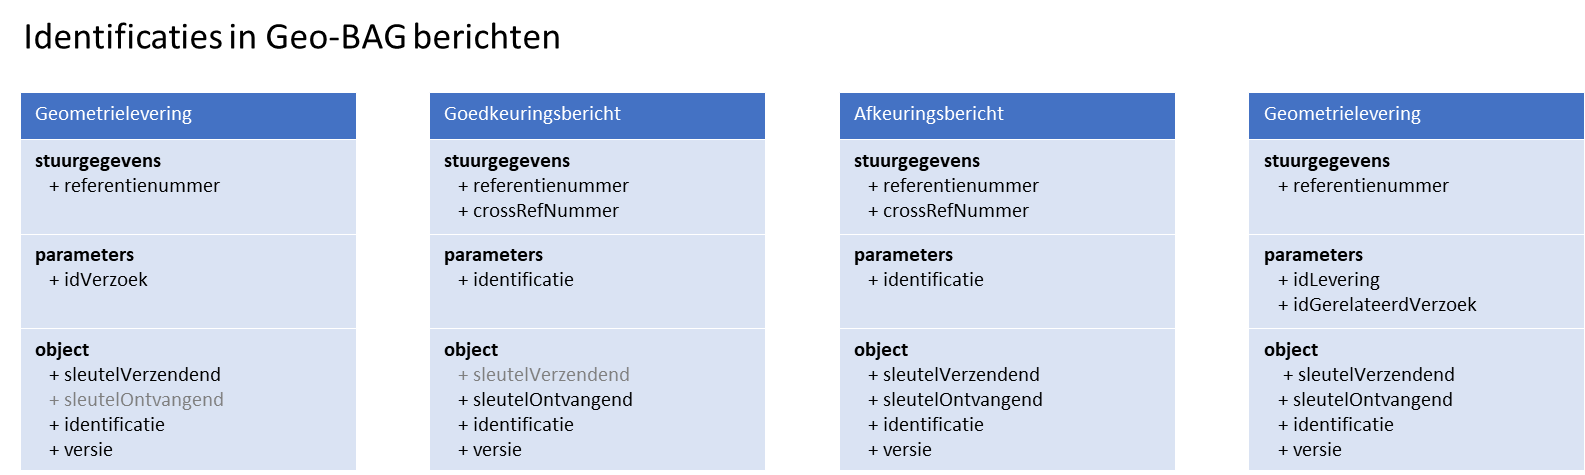 Identificaties in Geo-BAG berichten
Geometrielevering
stuurgegevens
+ referentienummer
parameters
+ idVerzoek
object
+ sleutelVerzendend
+ sleutelOntvangend
+ identificatie
+ versie
Goedkeuringsbericht
stuurgegevens
+ referentienummer
+ crossRefNummer
parameters
+ identificatie
object
+ sleutelVerzendend
+ sleutelOntvangend
+ identificatie
+ versie
Afkeuringsbericht
stuurgegevens
+ referentienummer
+ crossRefNummer
parameters
+ identificatie
object
+ sleutelVerzendend
+ sleutelOntvangend
+ identificatie
+ versie
Geometrielevering
stuurgegevens
+ referentienummer
parameters
+ idLevering
+ idGerelateerdVerzoek
object
+ sleutelVerzendend
+ sleutelOntvangend
+ identificatie
+ versie